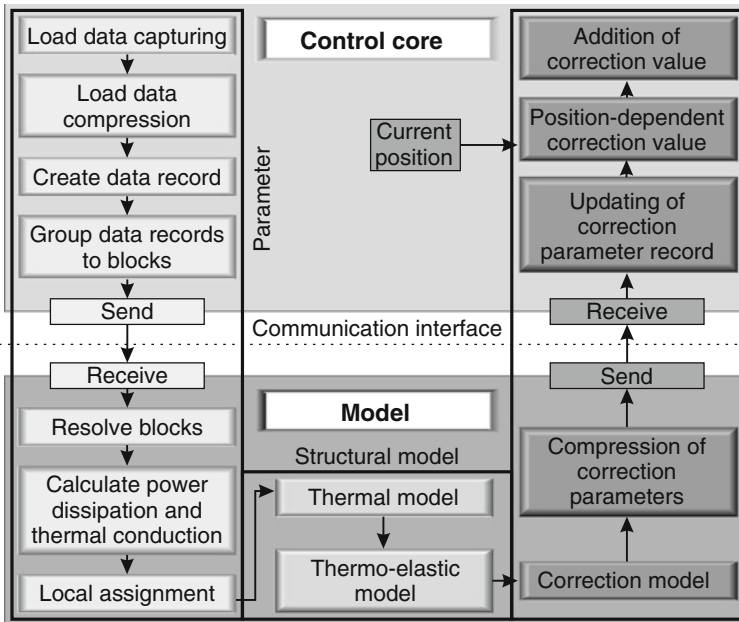 Load data capturing
Load data
compression
Create data record
Group data records
to blocks
Send
Receive
Resolve blocks
Calculate power
dissipation and
thermal conduction
Local assignment
Control core
Parameter
Current
position
Communication interface
Model
Structural model
Thermal model
Thermo-elastic
model
Addition of
correction value
Position-dependent
correction value
Updating of
correction
parameter record
Receive
Send
Compression of
correction
parameters
Correction model